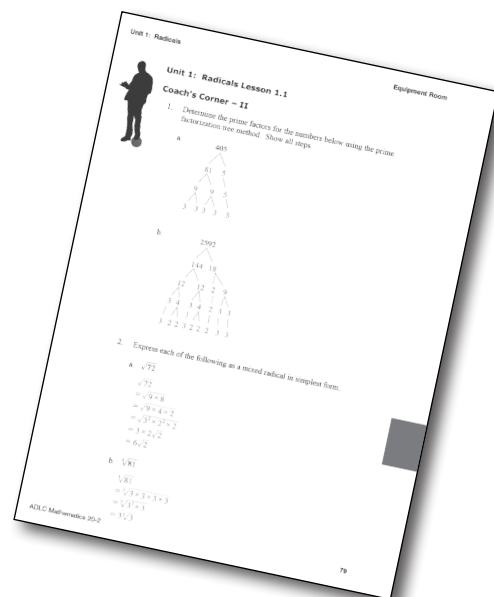 Unit 1: Radicals
Equipment Room
Unit 1: Radicals Lesson 1.1
Coach's Corner – II
1. Determine the prime factors for the numbers below using the prime
factorization tree method. Show all steps.
a.
405
81 5
9 9 5
3 3 3 3 5
b.
2592
144 18
12 12 2 9
3 4 3 4 2 3 3
3 2 2 3 2 2 2 3 3
2. Express each of the following as a mixed radical in simplest form.
a. √72
√72
= √9 × 8
= √9 × 4 × 2
= √3² × 2² × 2
= 3 × 2√2
= 6√2
b. ∛81
∛81
= ∛3 × 3 × 3 × 3
= ∛3³ × 3
= 3∛3
ADLC Mathematics 20-2
79